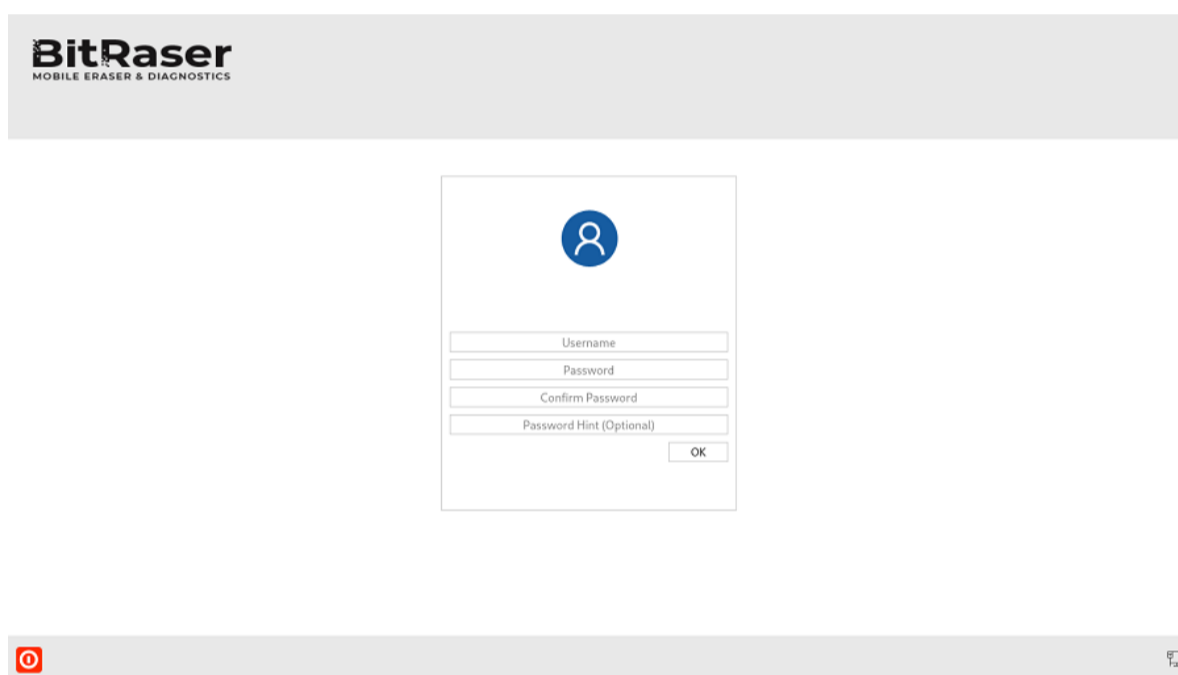 BitRaser
MOBILE ERASER & DIAGNOSTICS
Username
Password
Confirm Password
Password Hint (Optional)
OK